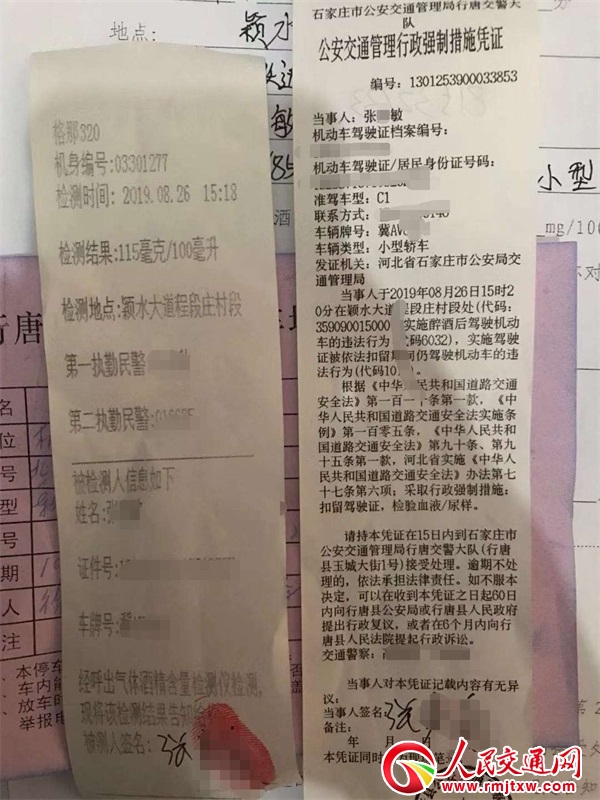 地点:
颖水
榕那320
机身编号:03301277
检测时间: 2019.08.26 15:18
检测结果:115毫克/100毫升
检测地点:颖水大道程段庄村段
第一执勤民警:
第二执勤民警:
被检测人信息如下
姓名:张
证件号:
车牌号:冀
经呼出气体酒精含量检测仪检测,
现将该检测结果告知
被测人签名:
石家庄市公安交通管理局行唐交警大
队
公安交通管理行政强制措施凭证
编号: 1301253900033853
当事人: 张 敏
机动车驾驶证档案编号:
机动车驾驶证/居民身份证号码:
准驾车型: C1
联系方式:
车辆牌号: 冀AV
车辆类型: 小型轿车
发证机关: 河北省石家庄市公安局交
通管理局
当事人于2019年08月26日15时2
0分在颖水大道程段庄村段处(代码:
359090015000 实施醉酒后驾驶机动
车的违法行为 代码6032), 实施驾驶
证被依法扣留期间仍驾驶机动车的违
法行为(代码10
根据《中华 民共和国道路交通
安全法》第一百一十条第一款, 《中
华人民共和国道路交通安全法实施条
例》第一百零五条, 《中华人民共和
国道路交通安全法》第九十条、第九
十五条第一款, 河北省实施《中华人
民共和国道路交通安全法》办法第七十
七条第六项; 采取行政强制措施:
扣留驾驶证, 检验血液/尿样。
请持本凭证在15日内到石家庄市
公安交通管理局行唐交警大队(行唐
县玉城大街1号)接受处理。逾期不处
理的, 依法承担法律责任。如不服本
决定, 可以在收到本凭证之日起60日
内向行唐县公安局或行唐县人民政府
提出行政复议, 或者在6个月内向行
唐县人民法院提起行政诉讼。
交通警察:
当事人对本凭证记载内容有无异
议:
当事人签名:
备注:
年 月
本凭证同时
小型
mg/100
唐
名
位
号
型
号
期
人
注
本停车
车内
放车时
举报电
人民交通网
www.rmjtxw.com